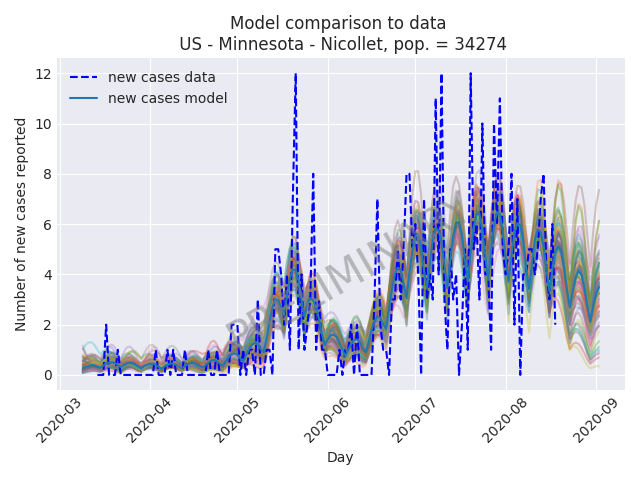 Model comparison to data
US - Minnesota - Nicollet, pop. = 34274
new cases data
new cases model
Number of new cases reported
12
10
8
6
4
2
0
PRELIMINARY
2020-03
2020-04
2020-05
2020-06
2020-07
2020-08
2020-09
Day